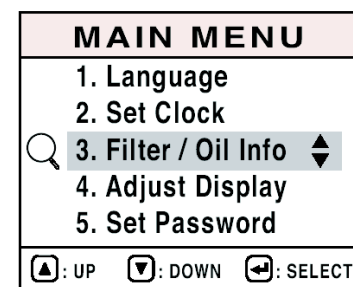 MAIN MENU
1. Language
2. Set Clock
3. Filter / Oil Info
4. Adjust Display
5. Set Password
: UP : DOWN : SELECT